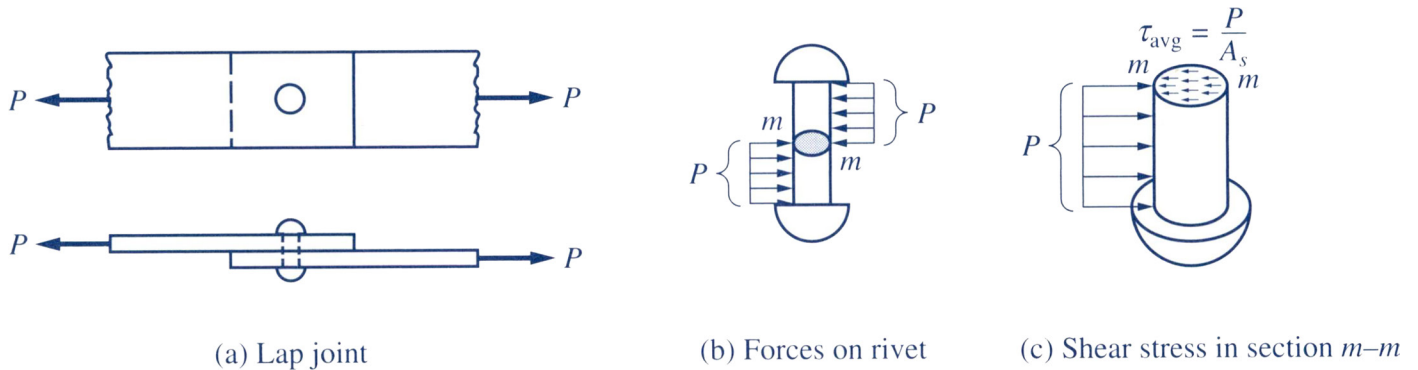 P
P
P
P
(a) Lap joint
m
P
P
m
(b) Forces on rivet
τavg = P/As
m
m
P
(c) Shear stress in section m–m